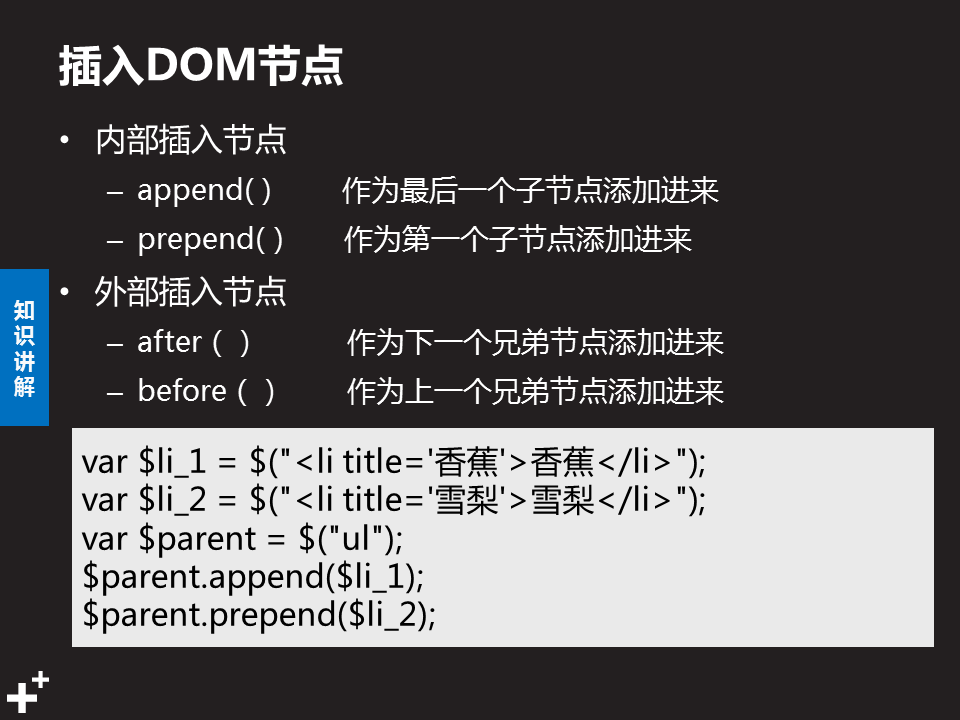 插入DOM节点
• 内部插入节点
– append( ) 作为最后一个子节点添加进来
– prepend( ) 作为第一个子节点添加进来
• 外部插入节点
– after（ ） 作为下一个兄弟节点添加进来
– before（ ） 作为上一个兄弟节点添加进来
知
识
讲
解
var $li_1 = $("<li title='香蕉'>香蕉</li>");
var $li_2 = $("<li title='雪梨'>雪梨</li>");
var $parent = $("ul");
$parent.append($li_1);
$parent.prepend($li_2);